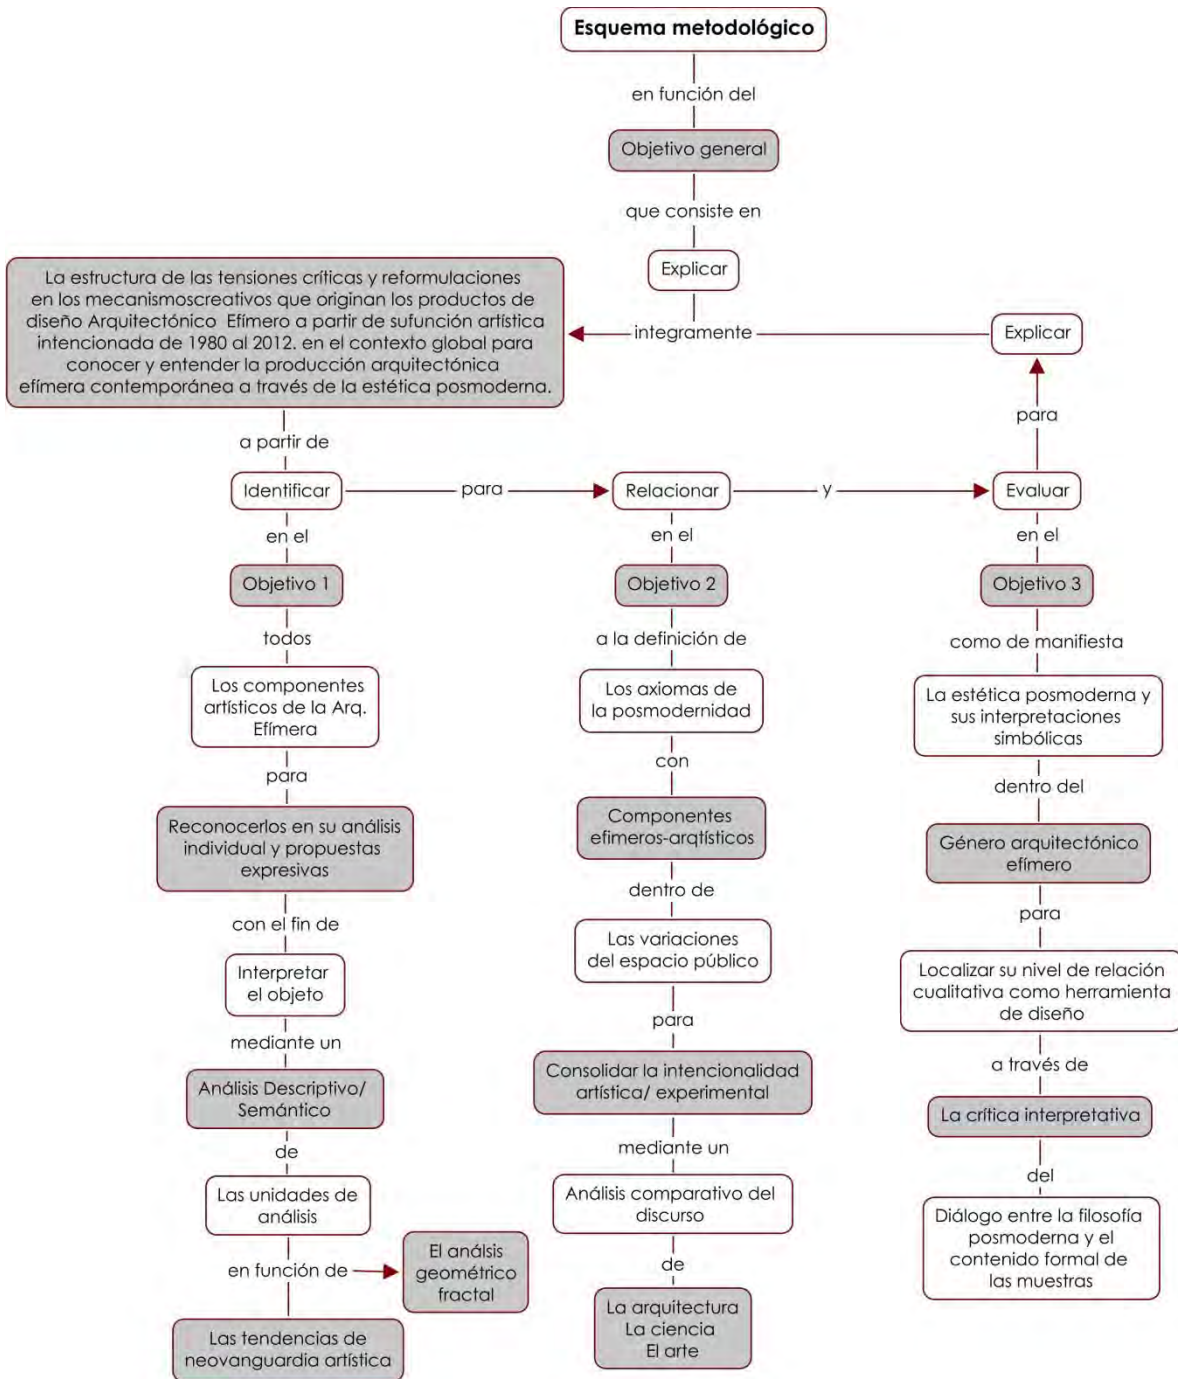 Esquema metodológico
en función del
Objetivo general
que consiste en
Explicar
integramente
Explicar
para
La estructura de las tensiones críticas y reformulaciones
en los mecanismoscreativos que originan los productos de
diseño Arquitectónico Efímero a partir de sufunción artística
intencionada de 1980 al 2012. en el contexto global para
conocer y entender la producción arquitectónica
efímera contemporánea a través de la estética posmoderna.
a partir de
Identificar
para
Relacionar
y
Evaluar
en el
Objetivo 1
todos
Los componentes
artísticos de la Arq.
Efímera
para
Reconocerlos en su análisis
individual y propuestas
expresivas
con el fin de
Interpretar
el objeto
mediante un
Análisis Descriptivo/
Semántico
de
Las unidades de
análisis
en función de
El análsis
geométrico
fractal
Las tendencias de
neovanguardia artística
en el
Objetivo 2
a la definición de
Los axiomas de
la posmodernidad
con
Componentes
efimeros-arqtísticos
dentro de
Las variaciones
del espacio público
para
Consolidar la intencionalidad
artística/ experimental
mediante un
Análisis comparativo del
discurso
de
La arquitectura
La ciencia
El arte
en el
Objetivo 3
como de manifiesta
La estética posmoderna y
sus interpretaciones
simbólicas
dentro del
Género arquitectónico
efímero
para
Localizar su nivel de relación
cualitativa como herramienta
de diseño
a través de
La crítica interpretativa
del
Diálogo entre la filosofía
posmoderna y el
contenido formal de
las muestras